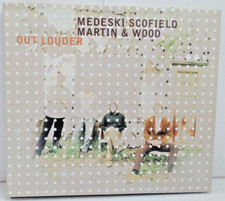 MEDESKI SCOFIELD
MARTIN & WOOD
OUT LOUDER